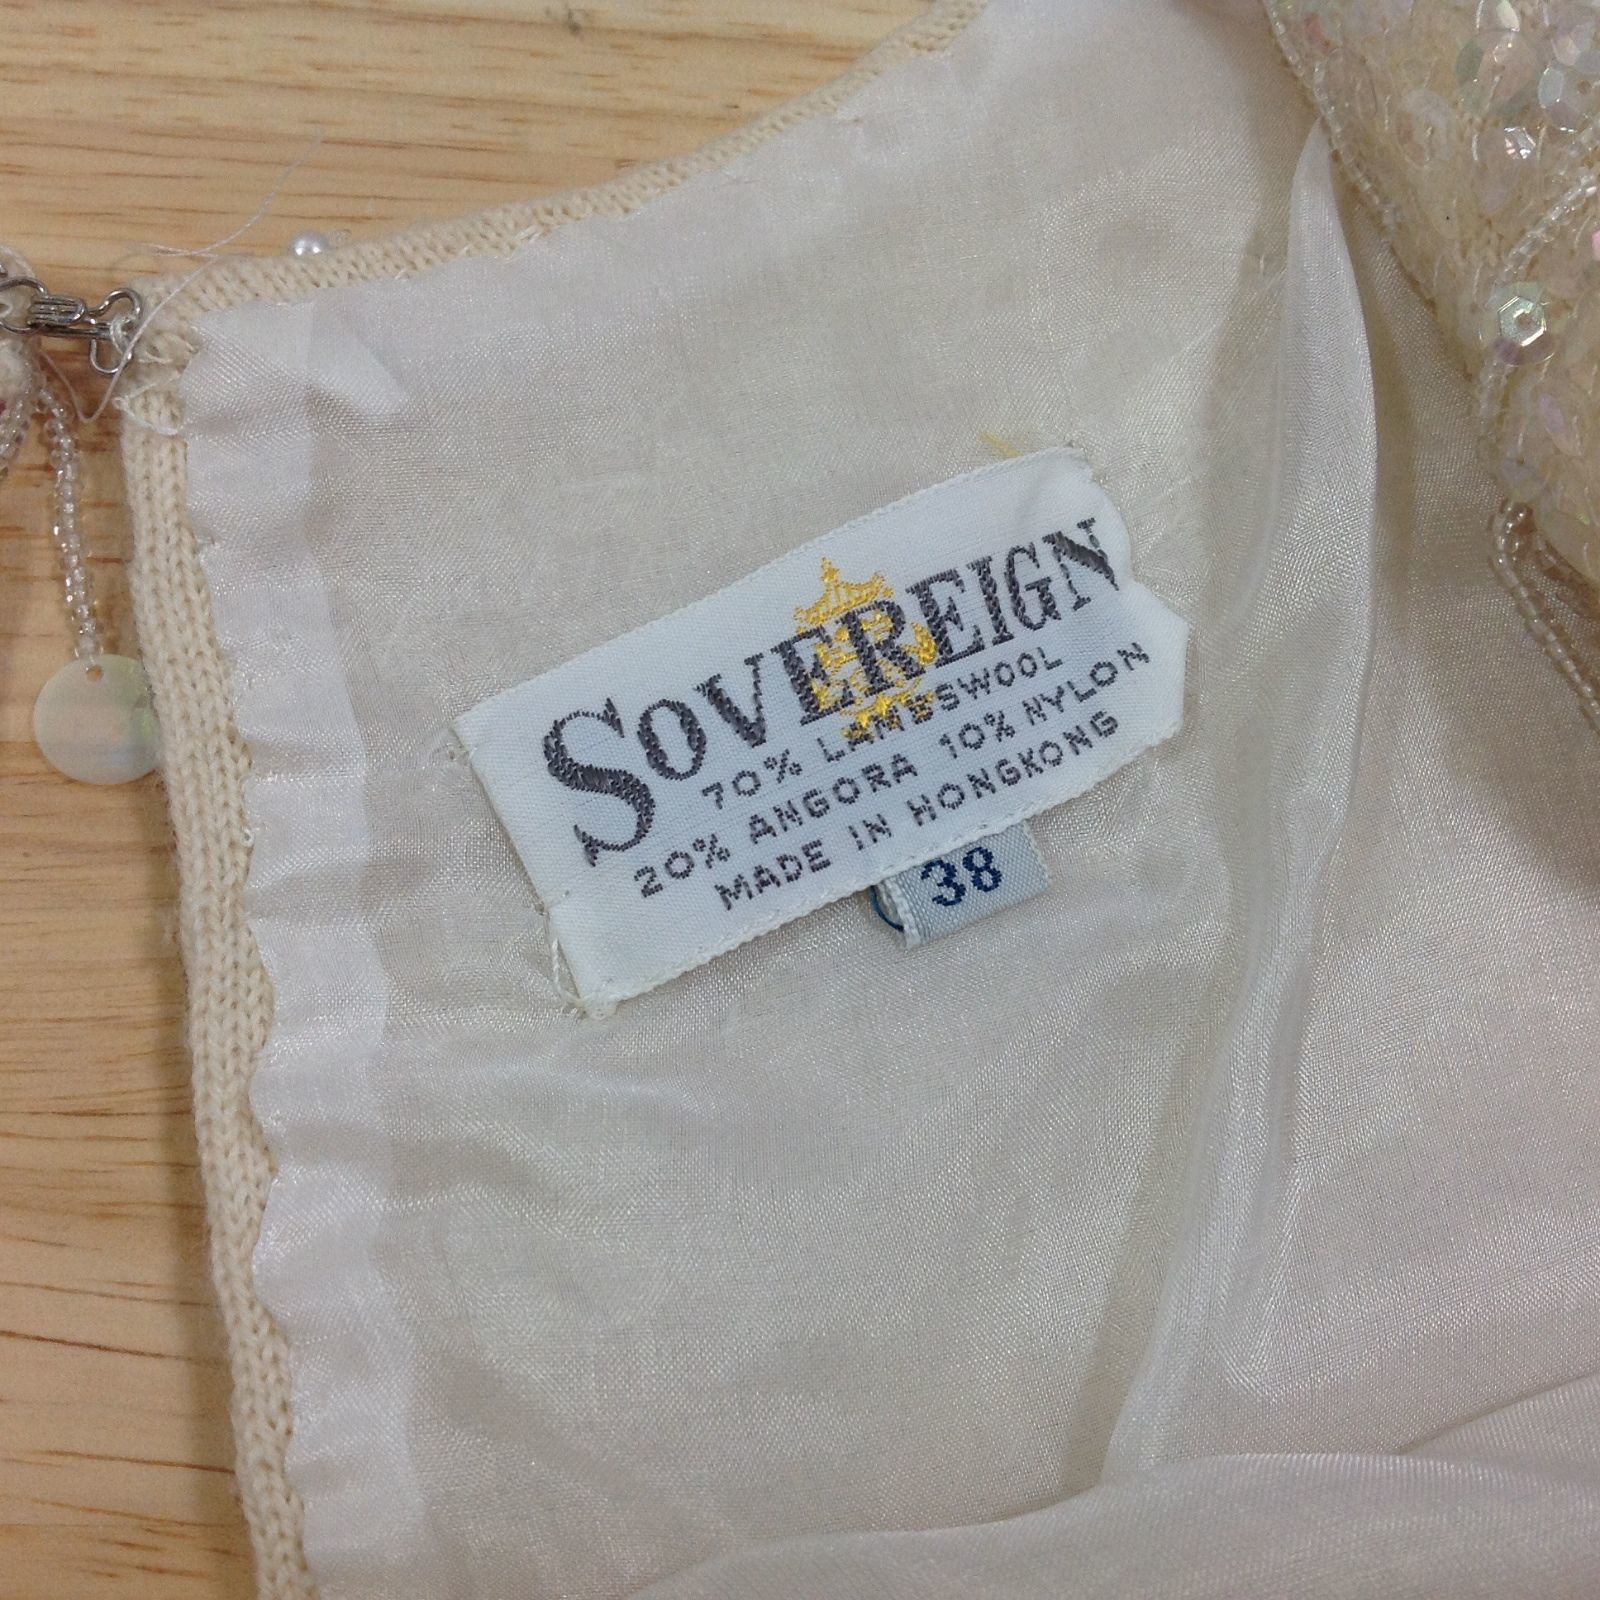 SOVEREIGN
70% LAMBSWOOL
20% ANGORA 10% NYLON
MADE IN HONGKONG
38